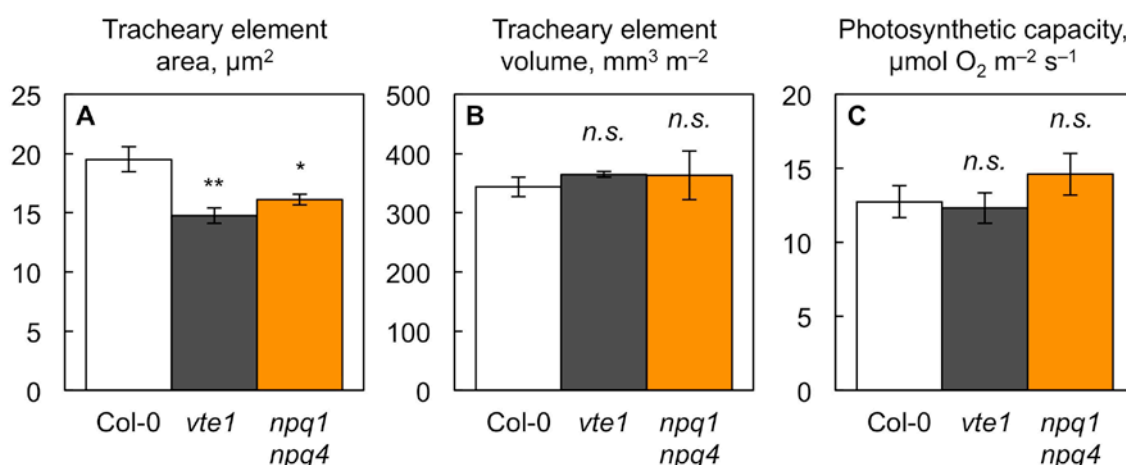 Tracheary element
area, μm²
Tracheary element
volume, mm³ m⁻²
Photosynthetic capacity,
μmol O₂ m⁻² s⁻¹
A
25
20
15
10
5
0
**
*
Col-0
vte1
npq1
npq4
B
500
400
300
200
100
0
n.s.
n.s.
Col-0
vte1
npq1
npq4
C
20
15
10
5
0
n.s.
n.s.
Col-0
vte1
npq1
npq4